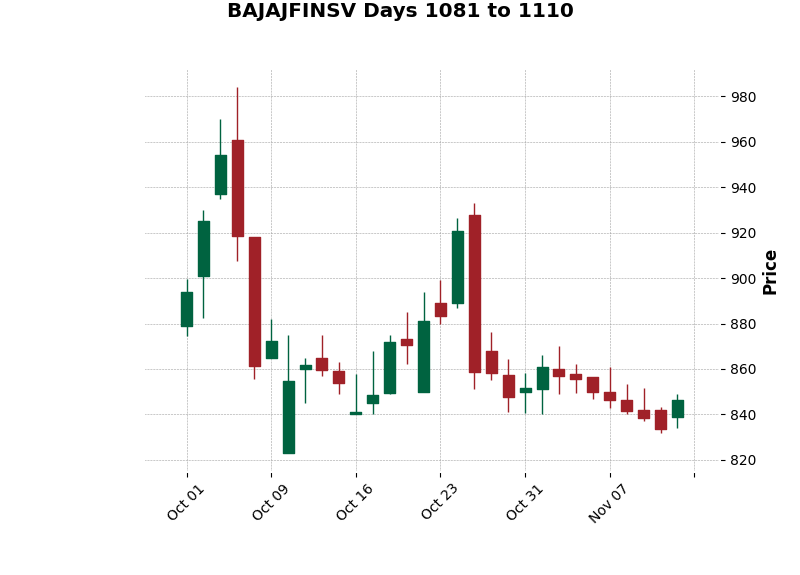 BAJAJFINSV Days 1081 to 1110
980
960
940
920
900
880
860
840
820
Price
Oct 01
Oct 09
Oct 16
Oct 23
Oct 31
Nov 07